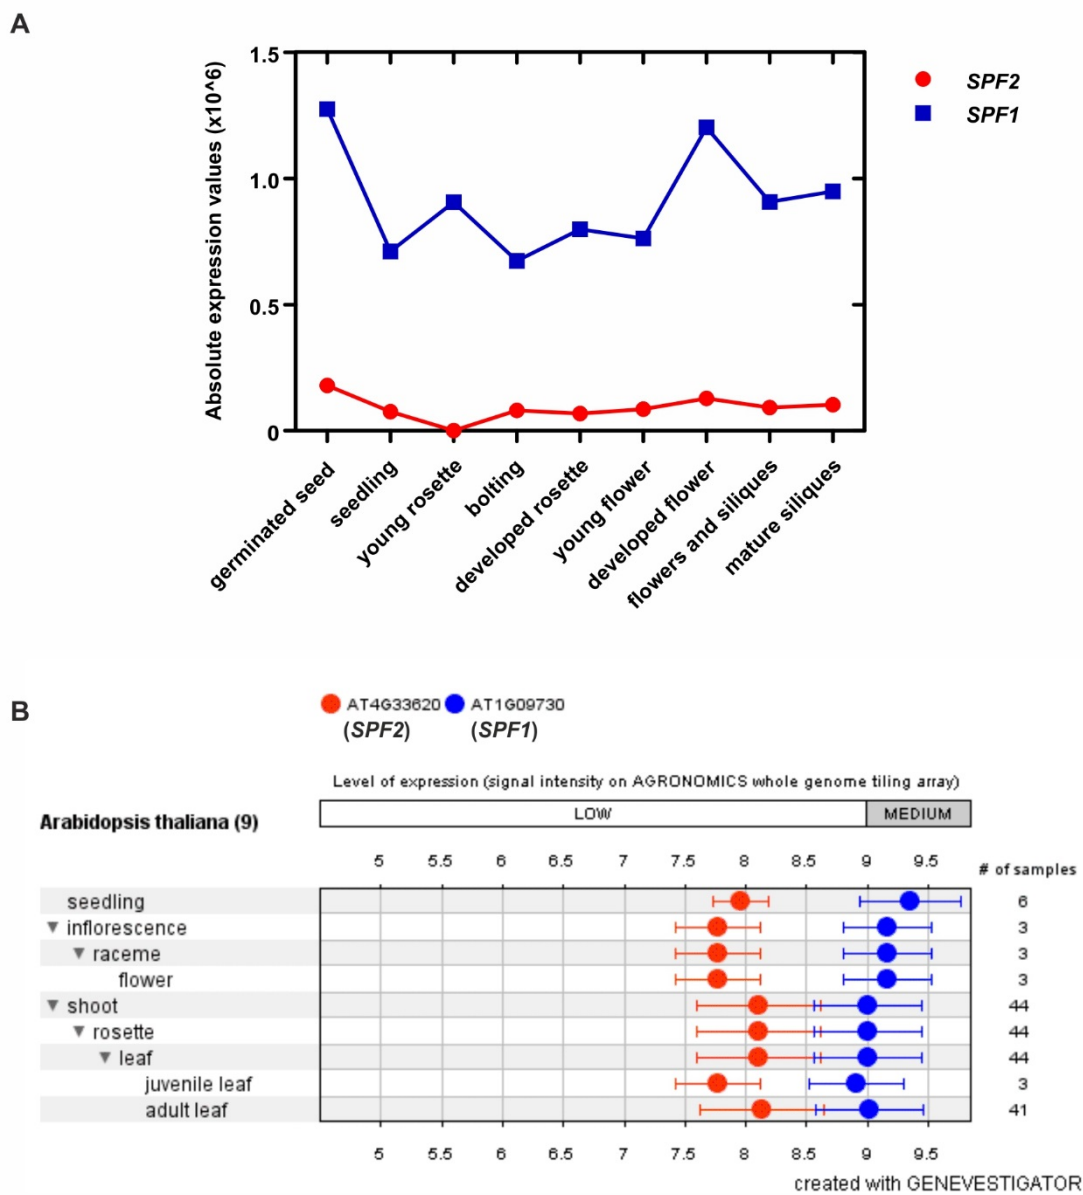 A
Absolute expression values (x10^6)
1.5
1.0
0.5
0
SPF2
SPF1
germinated seed
seedling
young rosette
bolting
developed rosette
young flower
developed flower
flowers and siliques
mature siliques
B
AT4G33620 AT1G09730
(SPF2) (SPF1)
Level of expression (signal intensity on AGRONOMICS whole genome tiling array)
LOW MEDIUM
Arabidopsis thaliana (9)
5 5.5 6 6.5 7 7.5 8 8.5 9 9.5
# of samples
seedling 6
inflorescence 3
raceme 3
flower 3
shoot 44
rosette 44
leaf 44
juvenile leaf 3
adult leaf 41
5 5.5 6 6.5 7 7.5 8 8.5 9 9.5
created with GENEVESTIGATOR